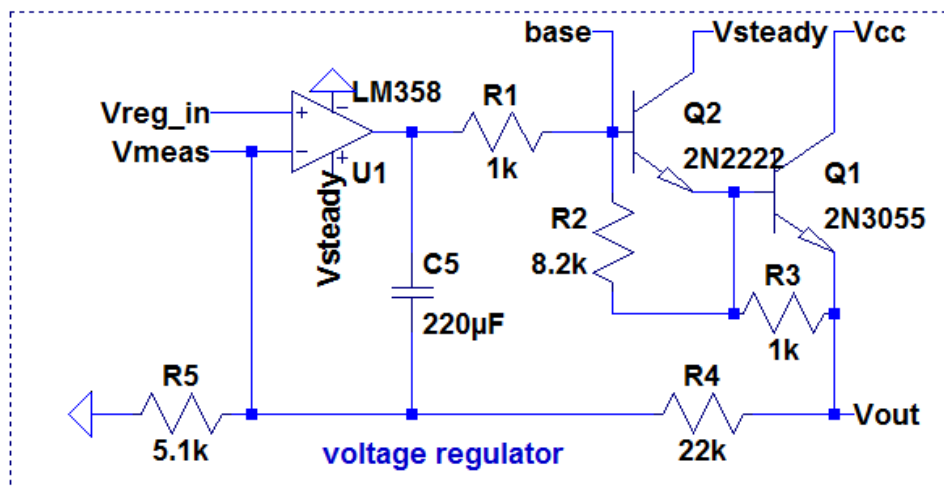 base
Vsteady
Vcc
Vreg_in
+
−
LM358
R1
Q2
Vmeas
−
+
U1
1k
2N2222
Q1
Vsteady
R2
2N3055
8.2k
C5
R3
220µF
1k
R5
R4
Vout
5.1k
voltage regulator
22k